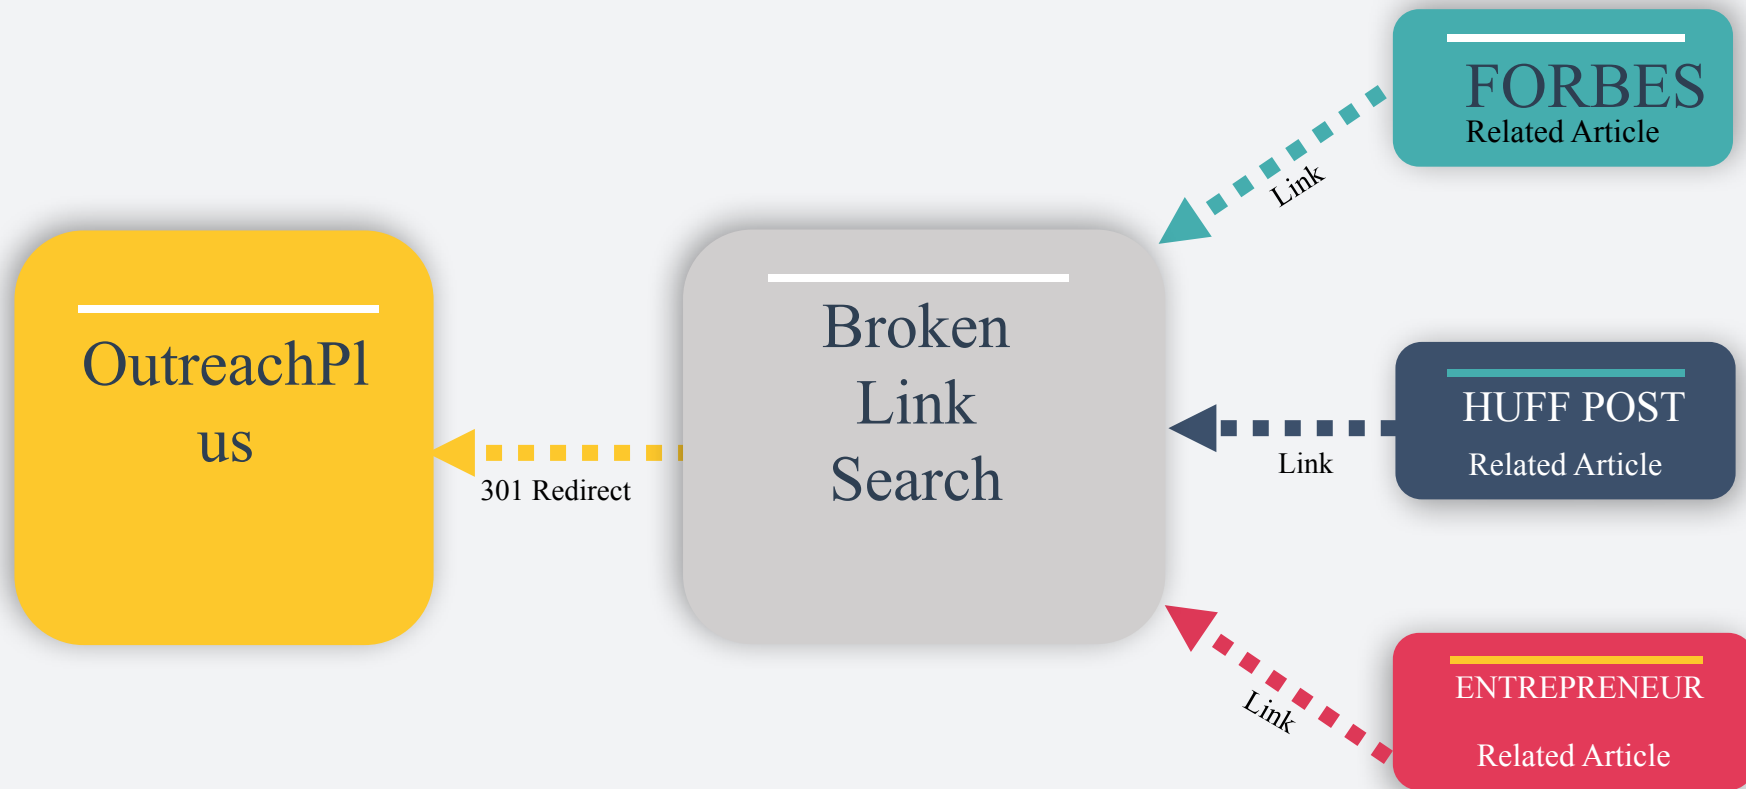 OutreachPl
us
301 Redirect
Broken
Link
Search
Link
Link
Link
FORBES
Related Article
HUFF POST
Related Article
ENTREPRENEUR
Related Article